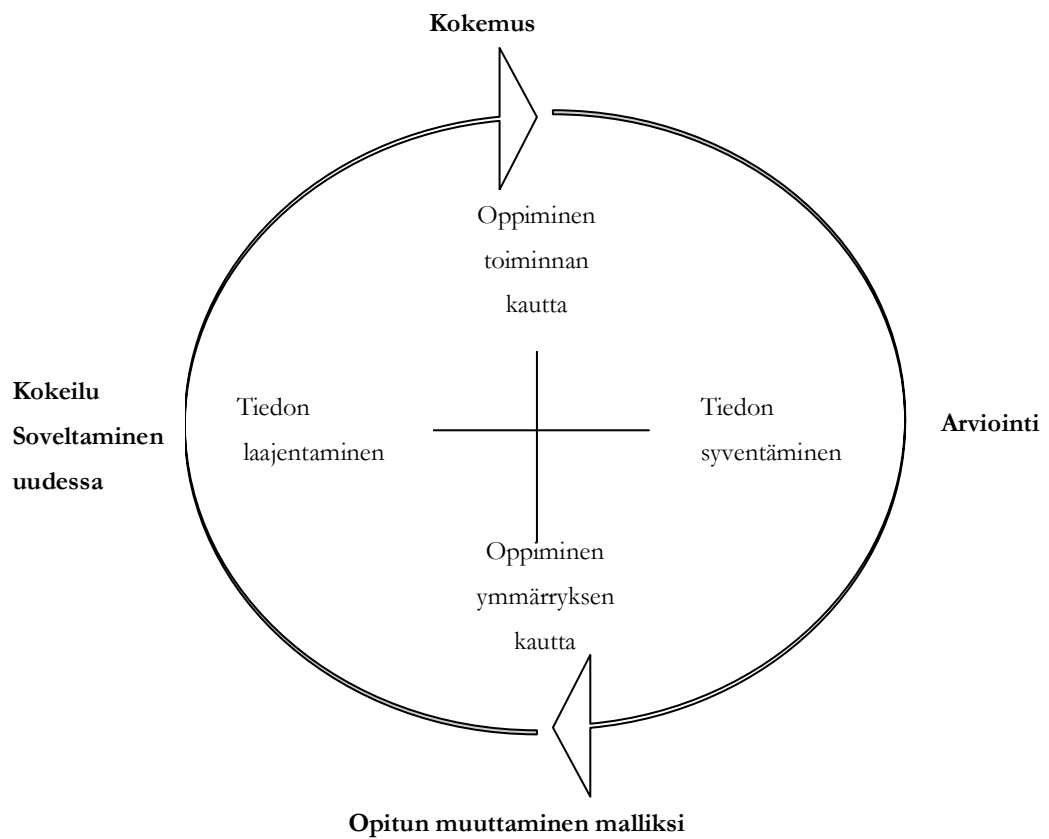 Kokemus
Oppiminen
toiminnan
kautta
Kokeilu
Soveltaminen
uudessa
Tiedon
laajentaminen
Tiedon
syventäminen
Arviointi
Oppiminen
ymmärryksen
kautta
Opitun muuttaminen malliksi